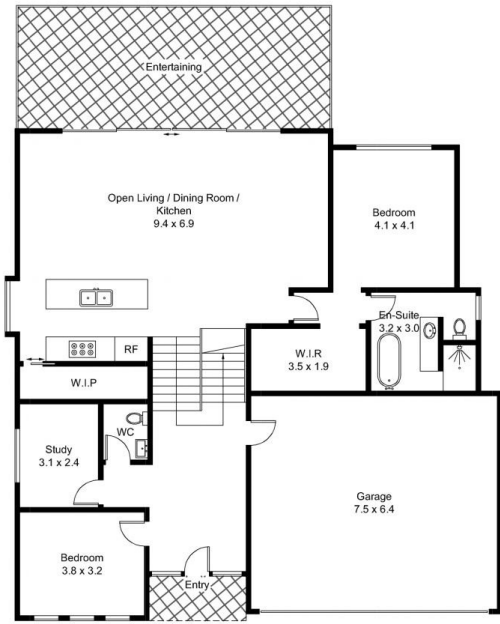 Entertaining
Open Living / Dining Room /
Kitchen
9.4 x 6.9
Bedroom
4.1 x 4.1
En-Suite
3.2 x 3.0
RF
W.I.R
3.5 x 1.9
W.I.P
WC
Study
3.1 x 2.4
Garage
7.5 x 6.4
Bedroom
3.8 x 3.2
Entry